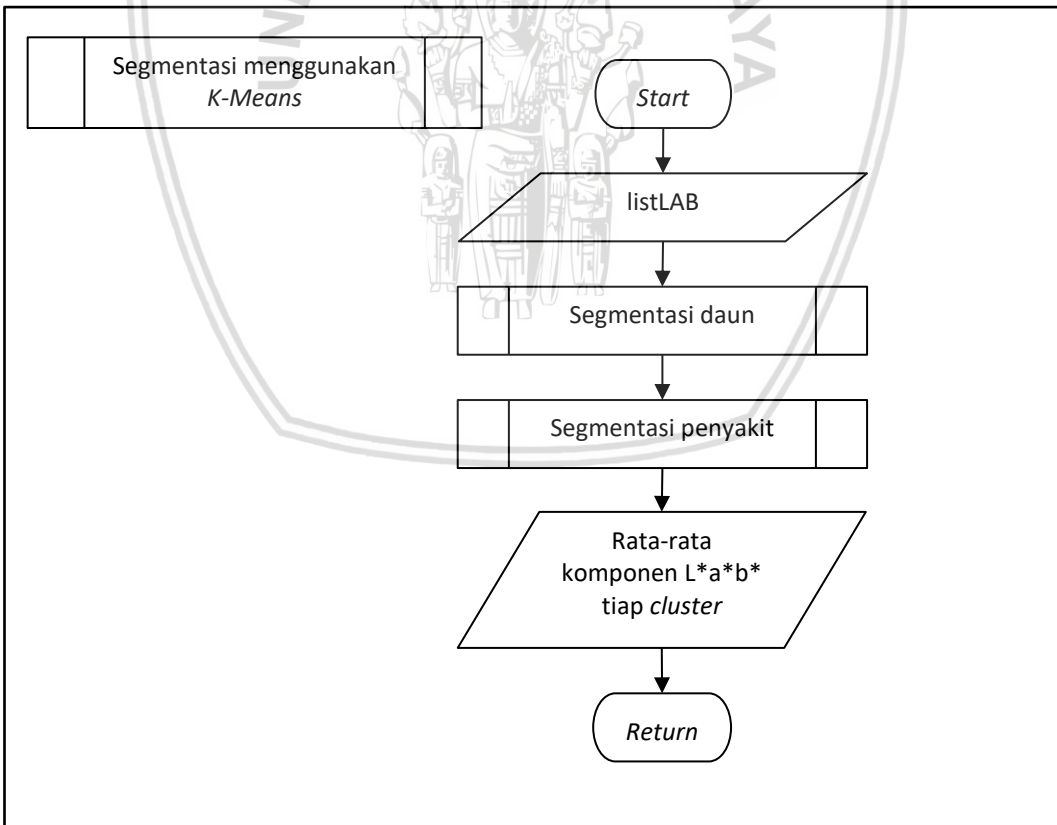 Segmentasi menggunakan
K-Means
Start
listLAB
Segmentasi daun
Segmentasi penyakit
Rata-rata
komponen L*a*b*
tiap cluster
Return